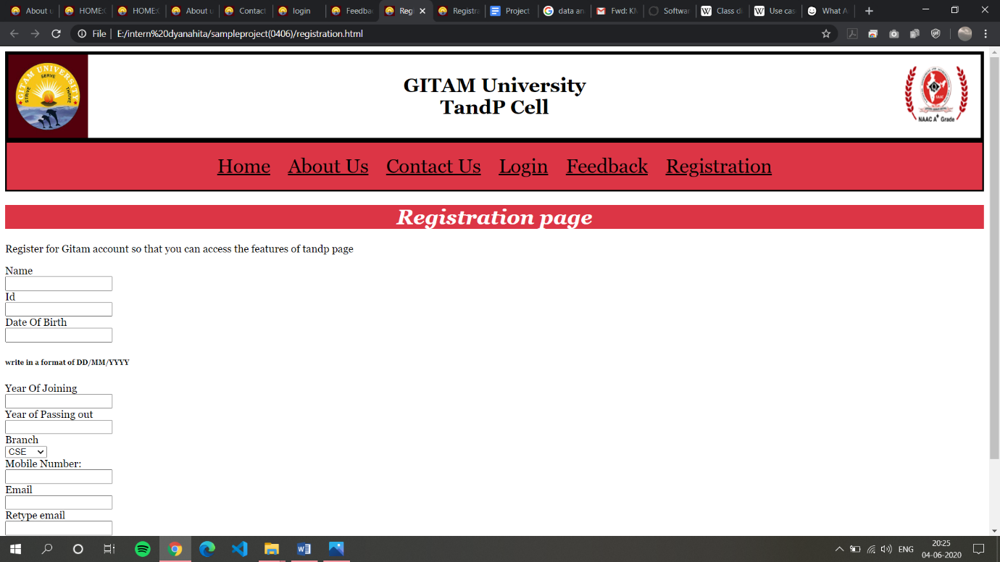 About u
HOME:G
HOME:G
About u
Contact
login
Feedbac
Regi
Registra
Project
data ana
Fwd: KN
Softwar
Class di
Use cas
What A
File | E:/intern%20dyanahita/sampleproject(0406)/registration.html
GITAM UNIVERSITY
STRIVE SERVE THRIVE
GITAM University
TandP Cell
NAAC A+ Grade
Home About Us Contact Us Login Feedback Registration
Registration page
Register for Gitam account so that you can access the features of tandp page
Name
Id
Date Of Birth
write in a format of DD/MM/YYYY
Year Of Joining
Year of Passing out
Branch
CSE
Mobile Number:
Email
Retype email
ENG
20:25
04-06-2020